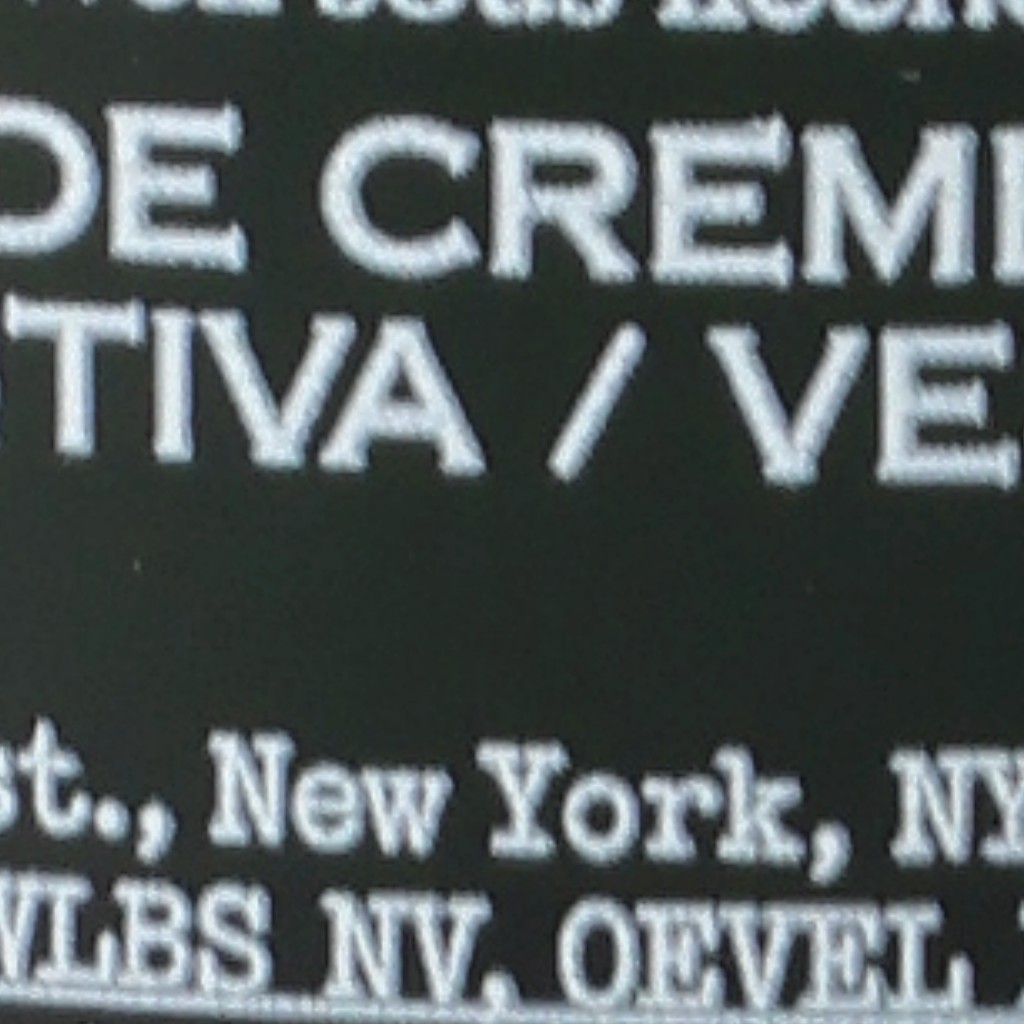 DE CREM
TIVA / VE
st., New York, NY
WLBS NV, OEVEL